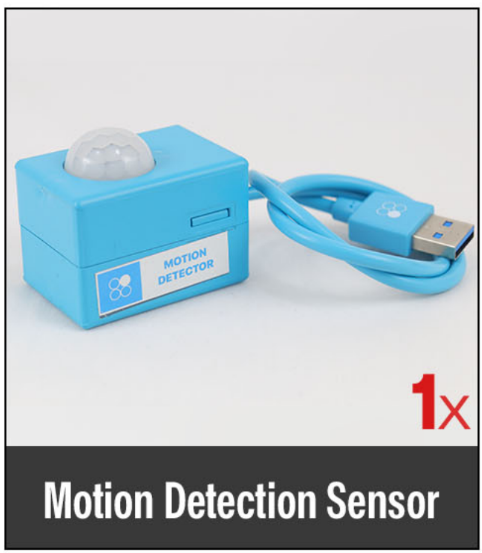 MOTION
DETECTOR
1x
Motion Detection Sensor